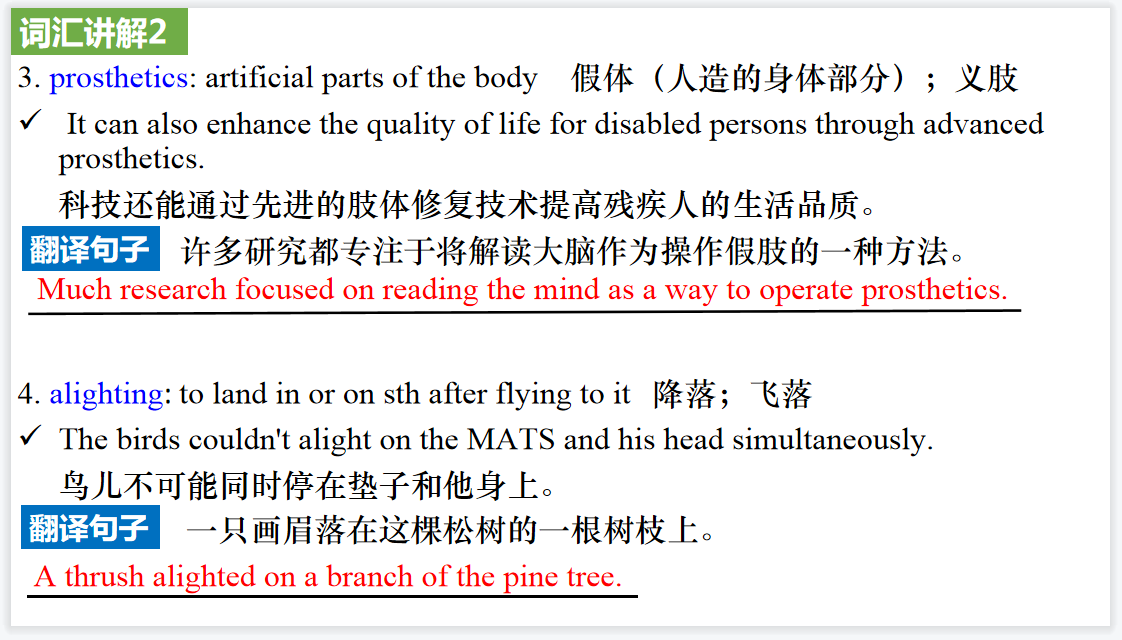 词汇讲解2
3. prosthetics: artificial parts of the body 假体（人造的身体部分）；义肢
✓ It can also enhance the quality of life for disabled persons through advanced
prosthetics.
科技还能通过先进的肢体修复技术提高残疾人的生活品质。
翻译句子 许多研究都专注于将解读大脑作为操作假肢的一种方法。
Much research focused on reading the mind as a way to operate prosthetics.
4. alighting: to land in or on sth after flying to it 降落；飞落
✓ The birds couldn't alight on the MATS and his head simultaneously.
鸟儿不可能同时停在垫子和他身上。
翻译句子 一只画眉落在这棵松树的一根树枝上。
A thrush alighted on a branch of the pine tree.